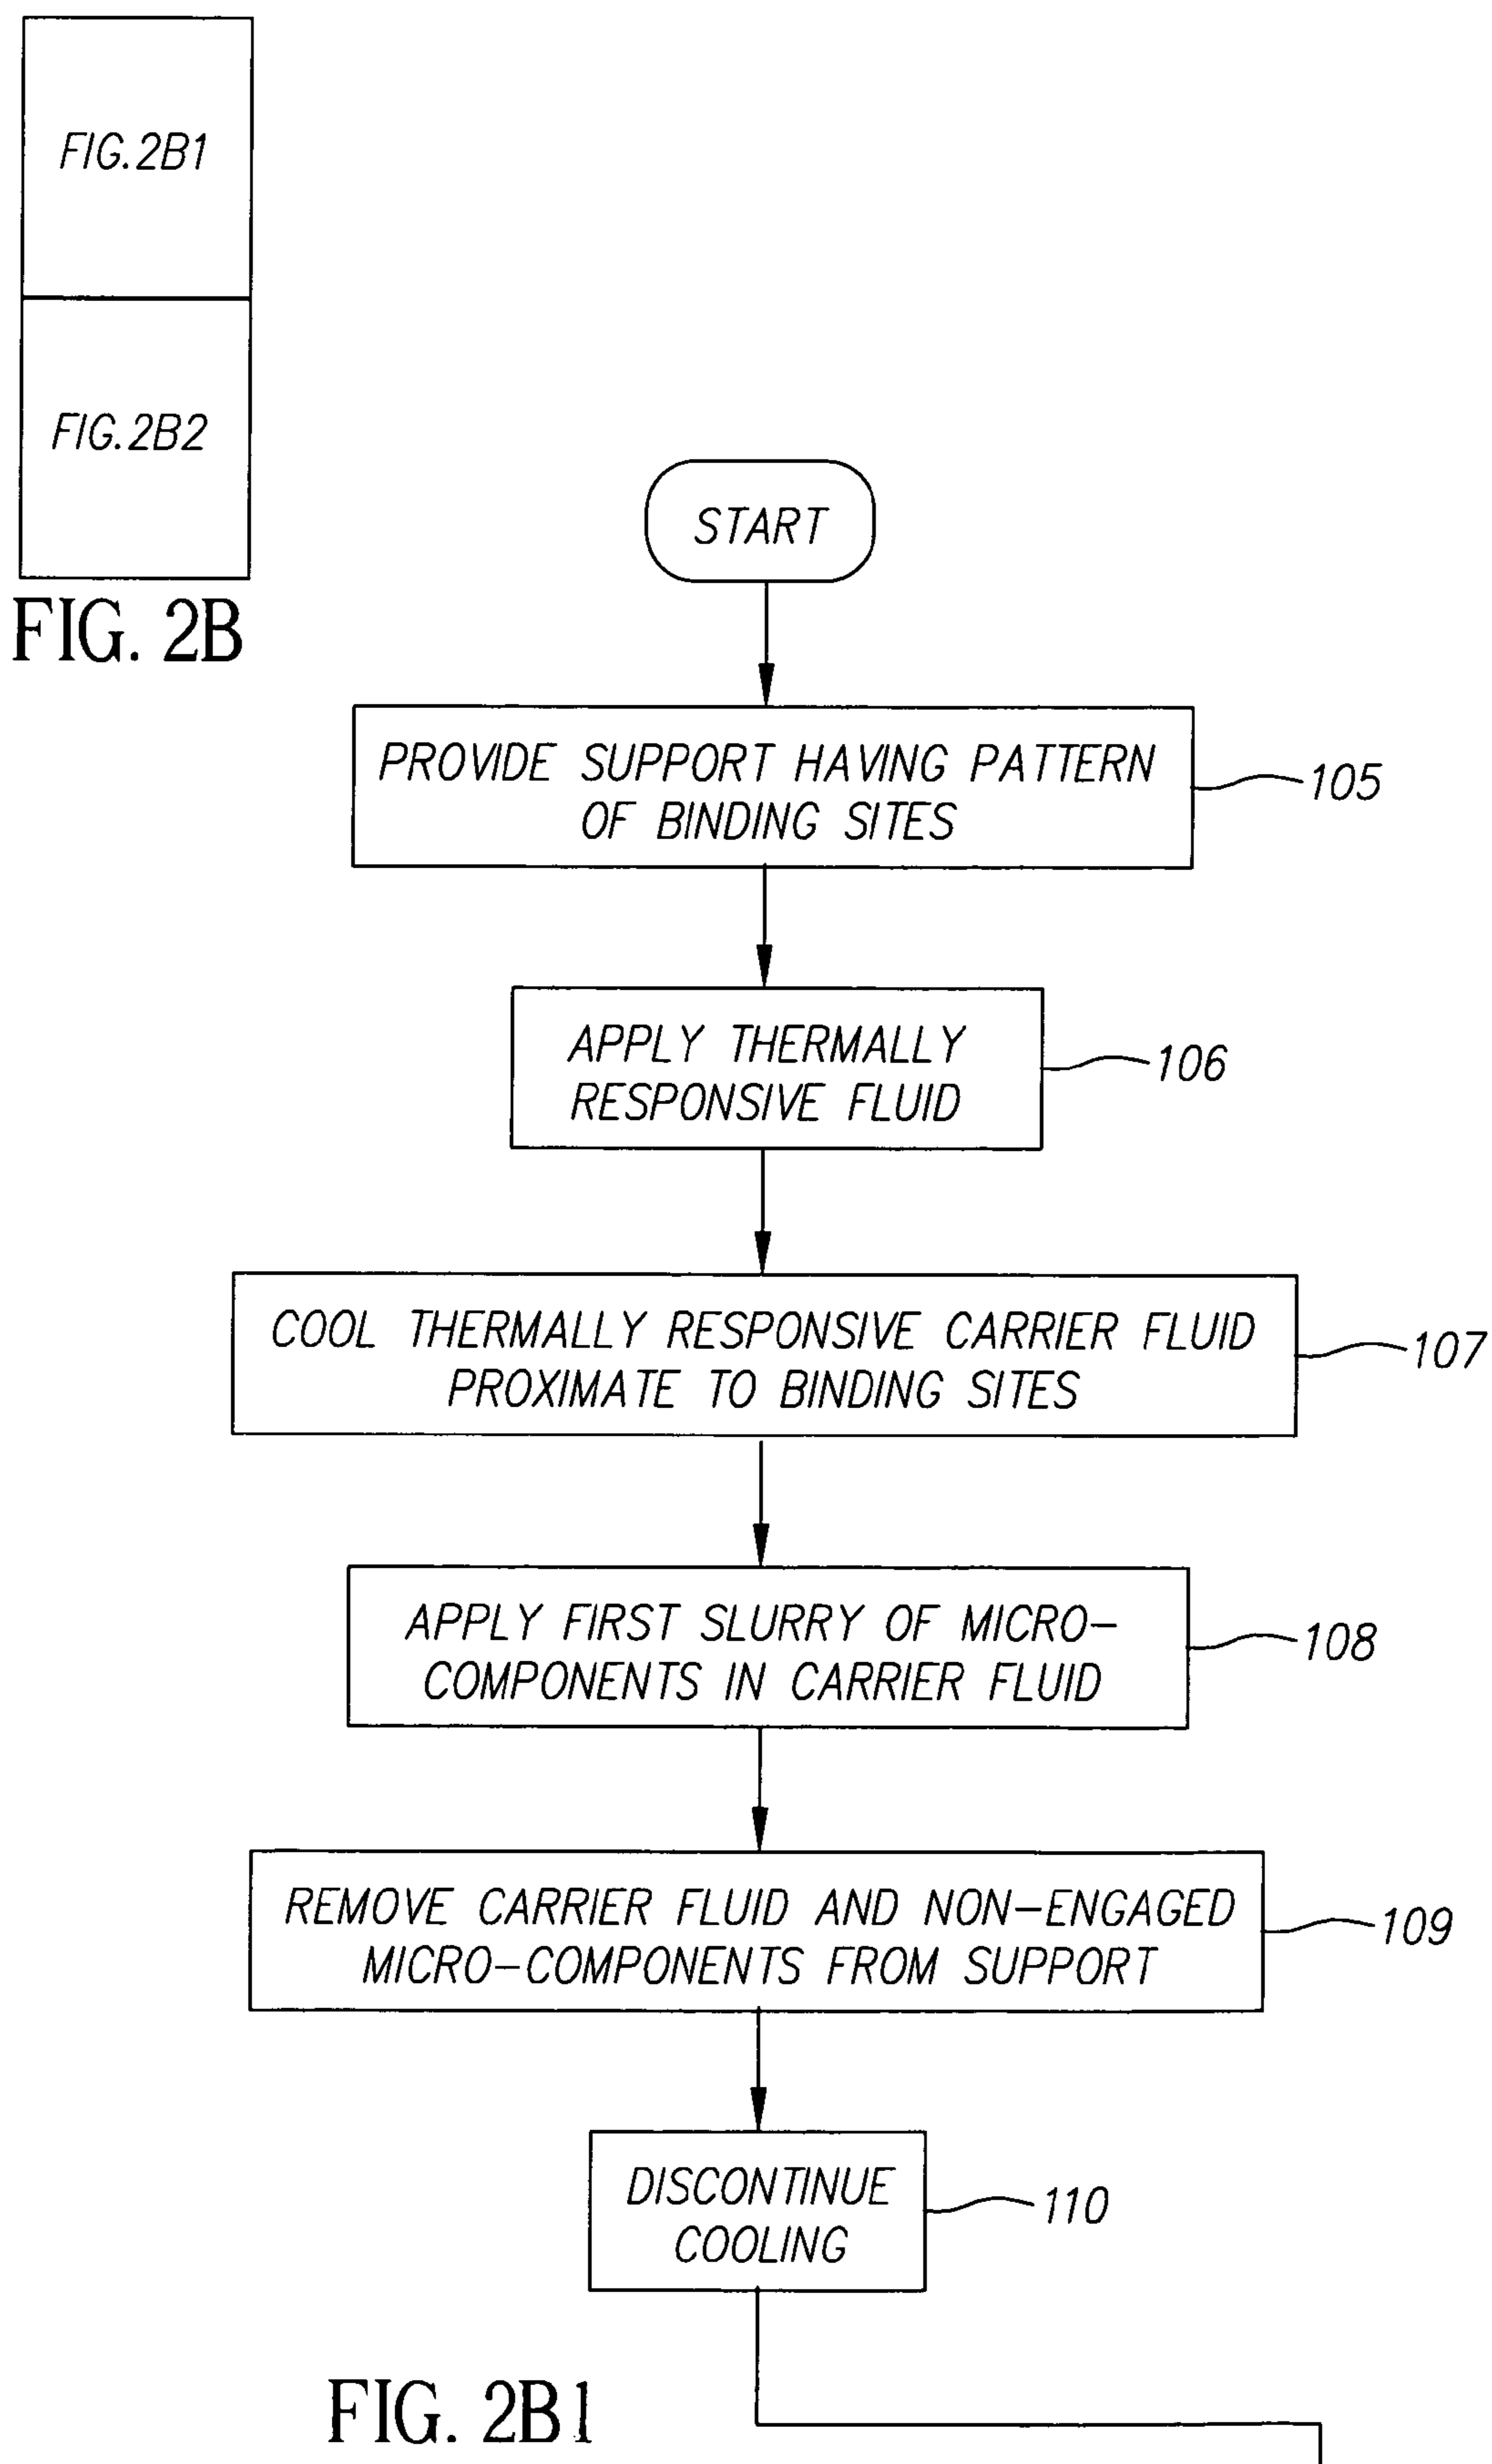 FIG.2B1
FIG.2B2
FIG. 2B
START
PROVIDE SUPPORT HAVING PATTERN
OF BINDING SITES
105
APPLY THERMALLY
RESPONSIVE FLUID
106
COOL THERMALLY RESPONSIVE CARRIER FLUID
PROXIMATE TO BINDING SITES
107
APPLY FIRST SLURRY OF MICRO-
COMPONENTS IN CARRIER FLUID
108
REMOVE CARRIER FLUID AND NON-ENGAGED
MICRO-COMPONENTS FROM SUPPORT
109
DISCONTINUE
COOLING
110
FIG. 2B1